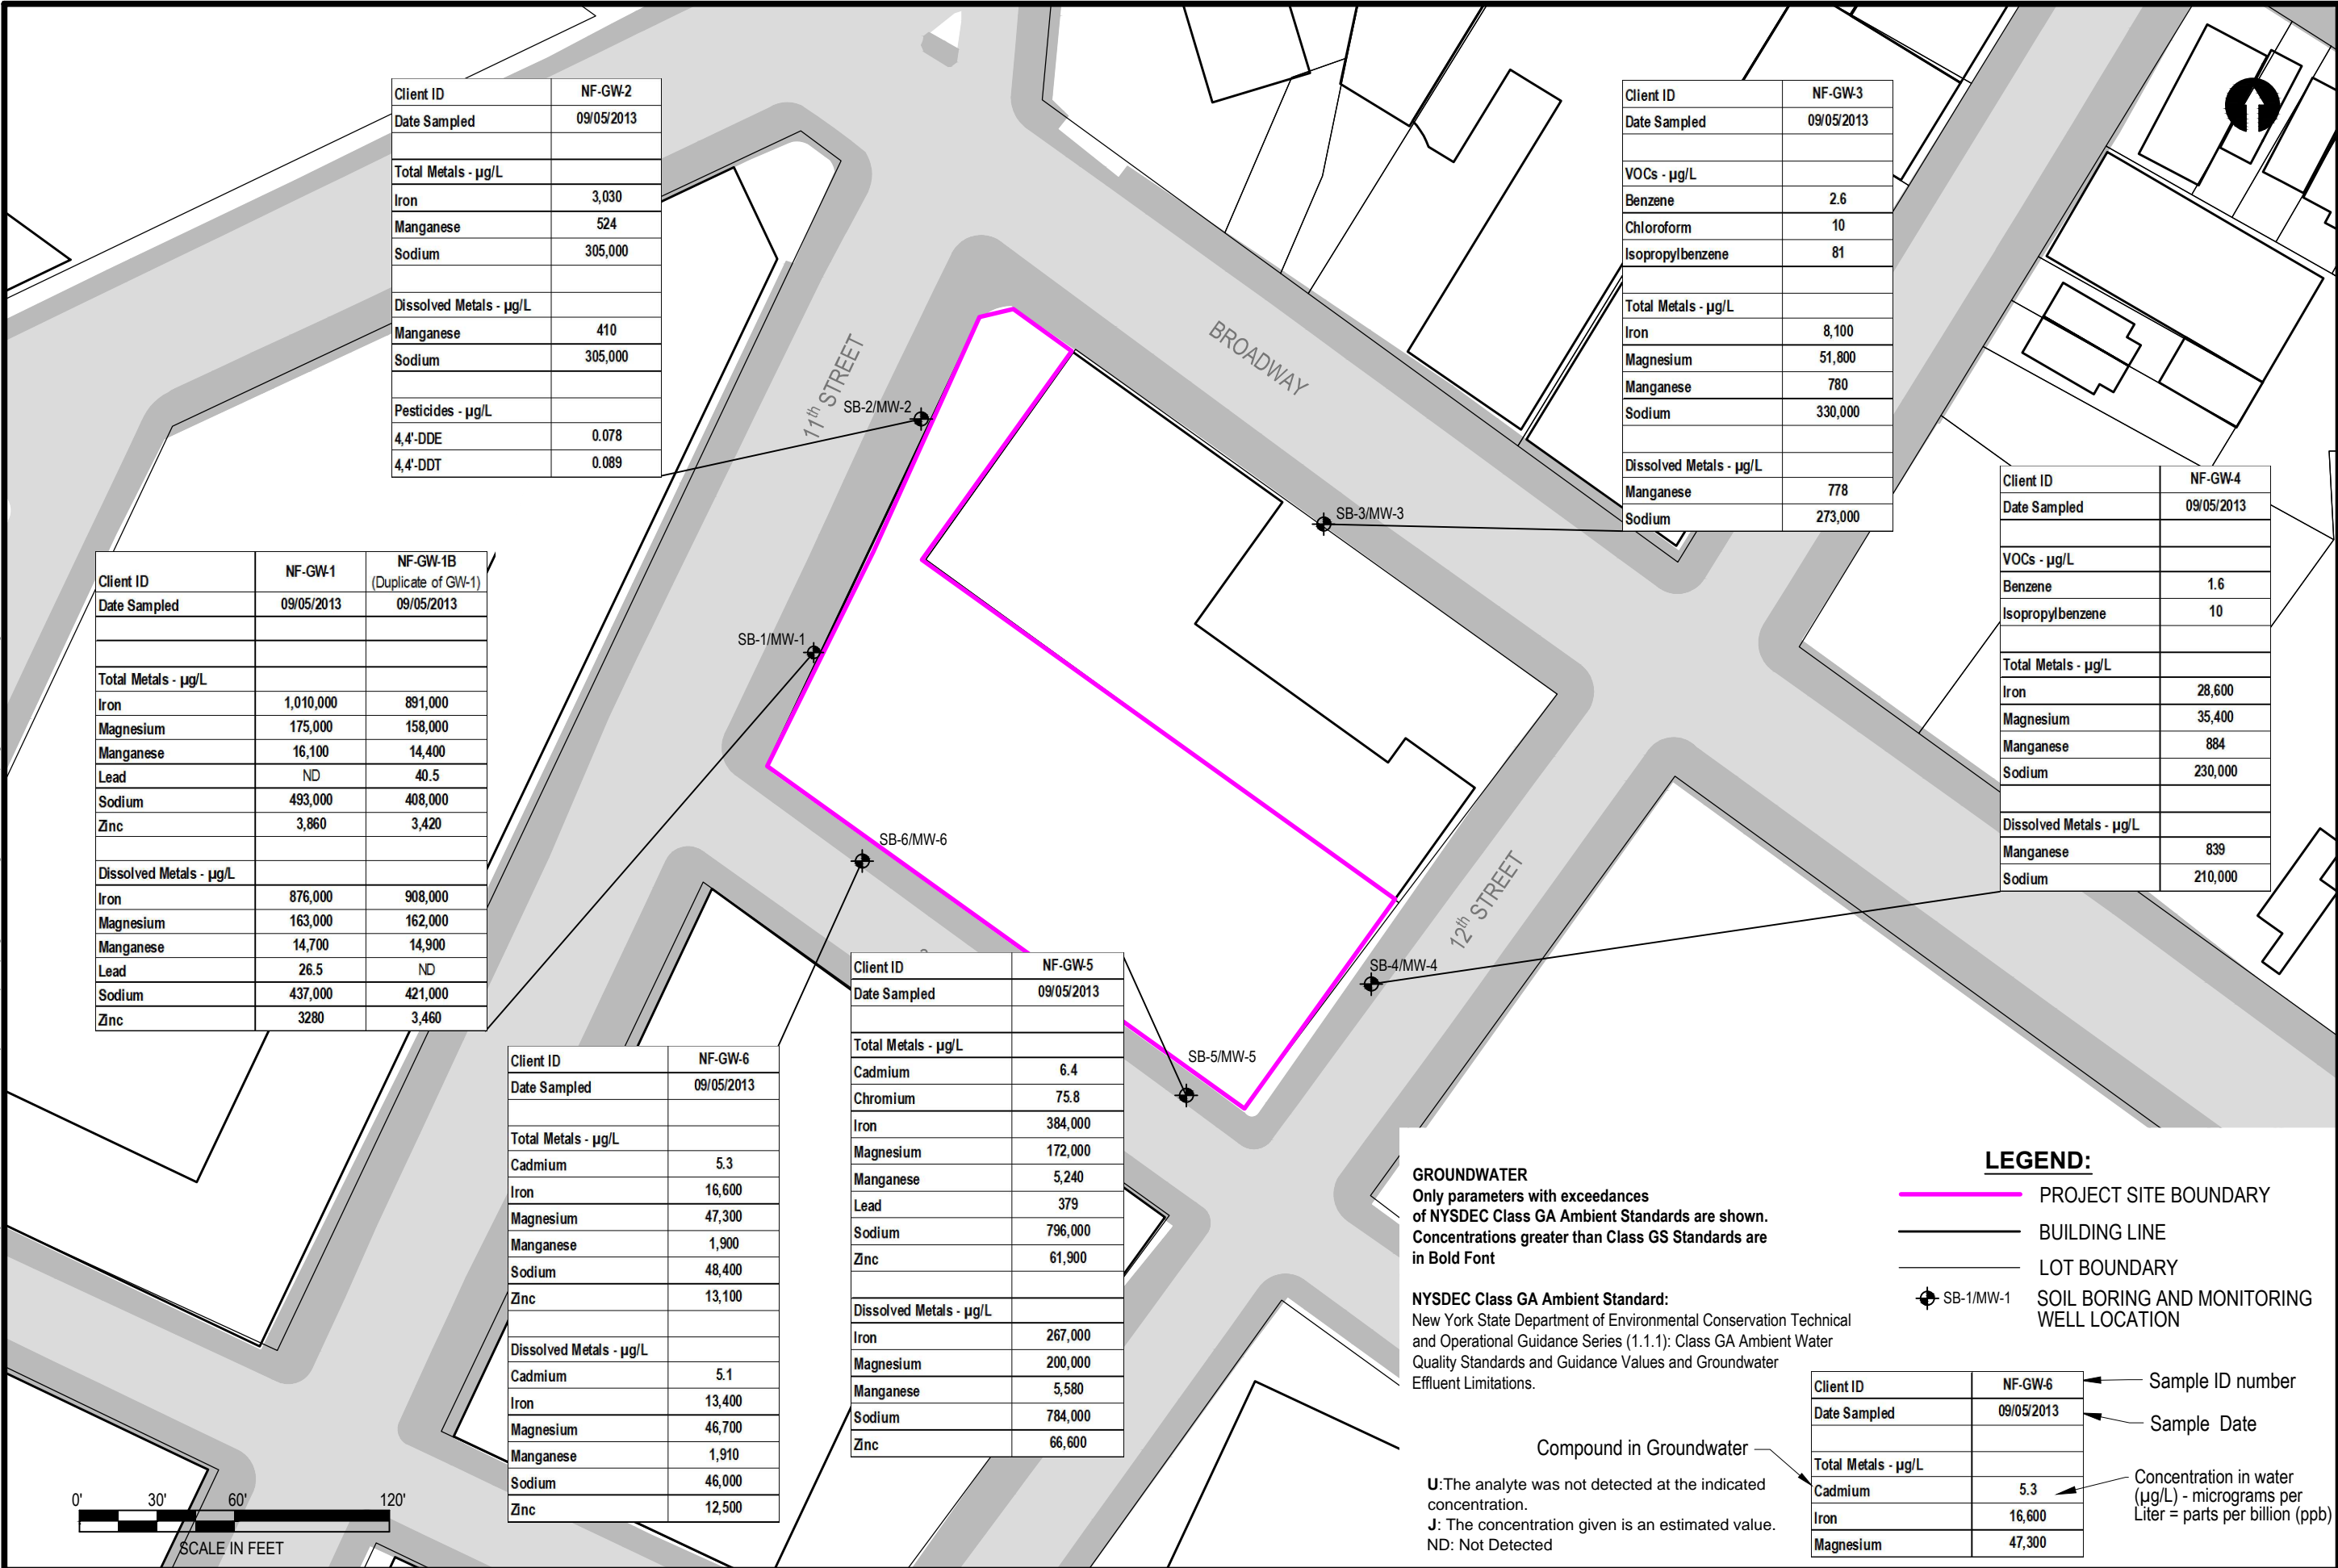 Client ID NF-GW-2
Date Sampled 09/05/2013
Total Metals - µg/L
Iron 3,030
Manganese 524
Sodium 305,000
Dissolved Metals - µg/L
Manganese 410
Sodium 305,000
Pesticides - µg/L
4,4'-DDE 0.078
4,4'-DDT 0.089
Client ID NF-GW-3
Date Sampled 09/05/2013
VOCs - µg/L
Benzene 2.6
Chloroform 10
Isopropylbenzene 81
Total Metals - µg/L
Iron 8,100
Magnesium 51,800
Manganese 780
Sodium 330,000
Dissolved Metals - µg/L
Manganese 778
Sodium 273,000
Client ID NF-GW-4
Date Sampled 09/05/2013
VOCs - µg/L
Benzene 1.6
Isopropylbenzene 10
Total Metals - µg/L
Iron 28,600
Magnesium 35,400
Manganese 884
Sodium 230,000
Dissolved Metals - µg/L
Manganese 839
Sodium 210,000
11th STREET
BROADWAY
12th STREET
SB-2/MW-2
SB-3/MW-3
SB-1/MW-1
SB-6/MW-6
SB-4/MW-4
SB-5/MW-5
Client ID NF-GW-1 NF-GW-1B
(Duplicate of GW-1)
Date Sampled 09/05/2013 09/05/2013
Total Metals - µg/L
Iron 1,010,000 891,000
Magnesium 175,000 158,000
Manganese 16,100 14,400
Lead ND 40.5
Sodium 493,000 408,000
Zinc 3,860 3,420
Dissolved Metals - µg/L
Iron 876,000 908,000
Magnesium 163,000 162,000
Manganese 14,700 14,900
Lead 26.5 ND
Sodium 437,000 421,000
Zinc 3280 3,460
Client ID NF-GW-6
Date Sampled 09/05/2013
Total Metals - µg/L
Cadmium 5.3
Iron 16,600
Magnesium 47,300
Manganese 1,900
Sodium 48,400
Zinc 13,100
Dissolved Metals - µg/L
Cadmium 5.1
Iron 13,400
Magnesium 46,700
Manganese 1,910
Sodium 46,000
Zinc 12,500
Client ID NF-GW-5
Date Sampled 09/05/2013
Total Metals - µg/L
Cadmium 6.4
Chromium 75.8
Iron 384,000
Magnesium 172,000
Manganese 5,240
Lead 379
Sodium 796,000
Zinc 61,900
Dissolved Metals - µg/L
Iron 267,000
Magnesium 200,000
Manganese 5,580
Sodium 784,000
Zinc 66,600
0' 30' 60' 120'
SCALE IN FEET
GROUNDWATER
Only parameters with exceedances
of NYSDEC Class GA Ambient Standards are shown.
Concentrations greater than Class GS Standards are
in Bold Font
NYSDEC Class GA Ambient Standard:
New York State Department of Environmental Conservation Technical
and Operational Guidance Series (1.1.1): Class GA Ambient Water
Quality Standards and Guidance Values and Groundwater
Effluent Limitations.
LEGEND:
PROJECT SITE BOUNDARY
BUILDING LINE
LOT BOUNDARY
SB-1/MW-1 SOIL BORING AND MONITORING
WELL LOCATION
Compound in Groundwater
U:The analyte was not detected at the indicated
concentration.
J: The concentration given is an estimated value.
ND: Not Detected
Client ID NF-GW-6
Date Sampled 09/05/2013
Total Metals - µg/L
Cadmium 5.3
Iron 16,600
Magnesium 47,300
Sample ID number
Sample Date
Concentration in water
(µg/L) - micrograms per
Liter = parts per billion (ppb)